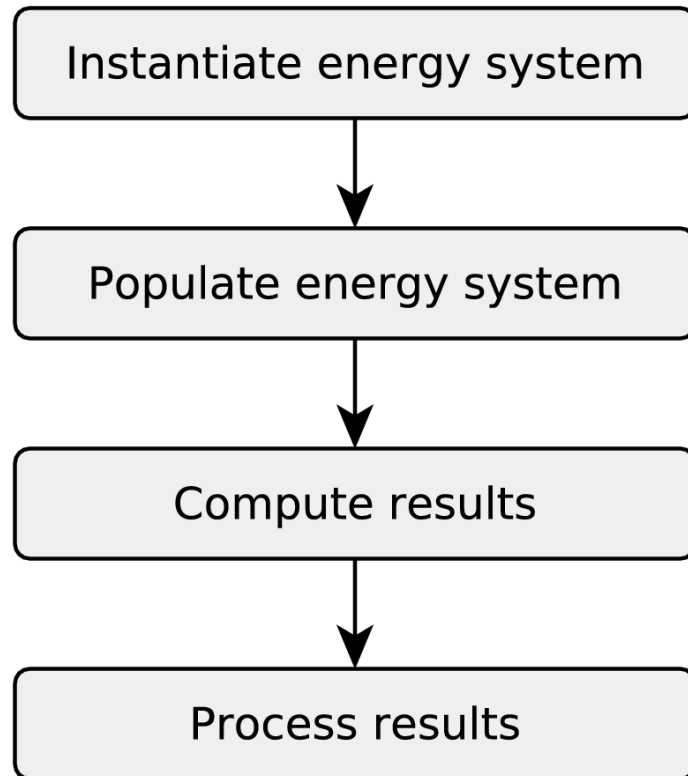 Instantiate energy system
Populate energy system
Compute results
Process results